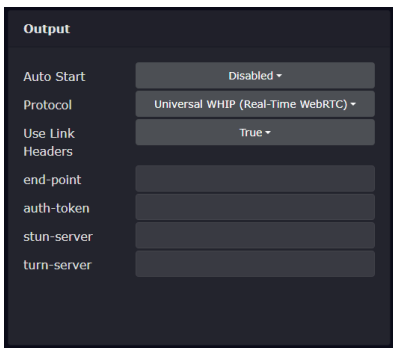 Output
Auto Start Disabled
Protocol Universal WHIP (Real-Time WebRTC)
Use Link Headers True
end-point
auth-token
stun-server
turn-server